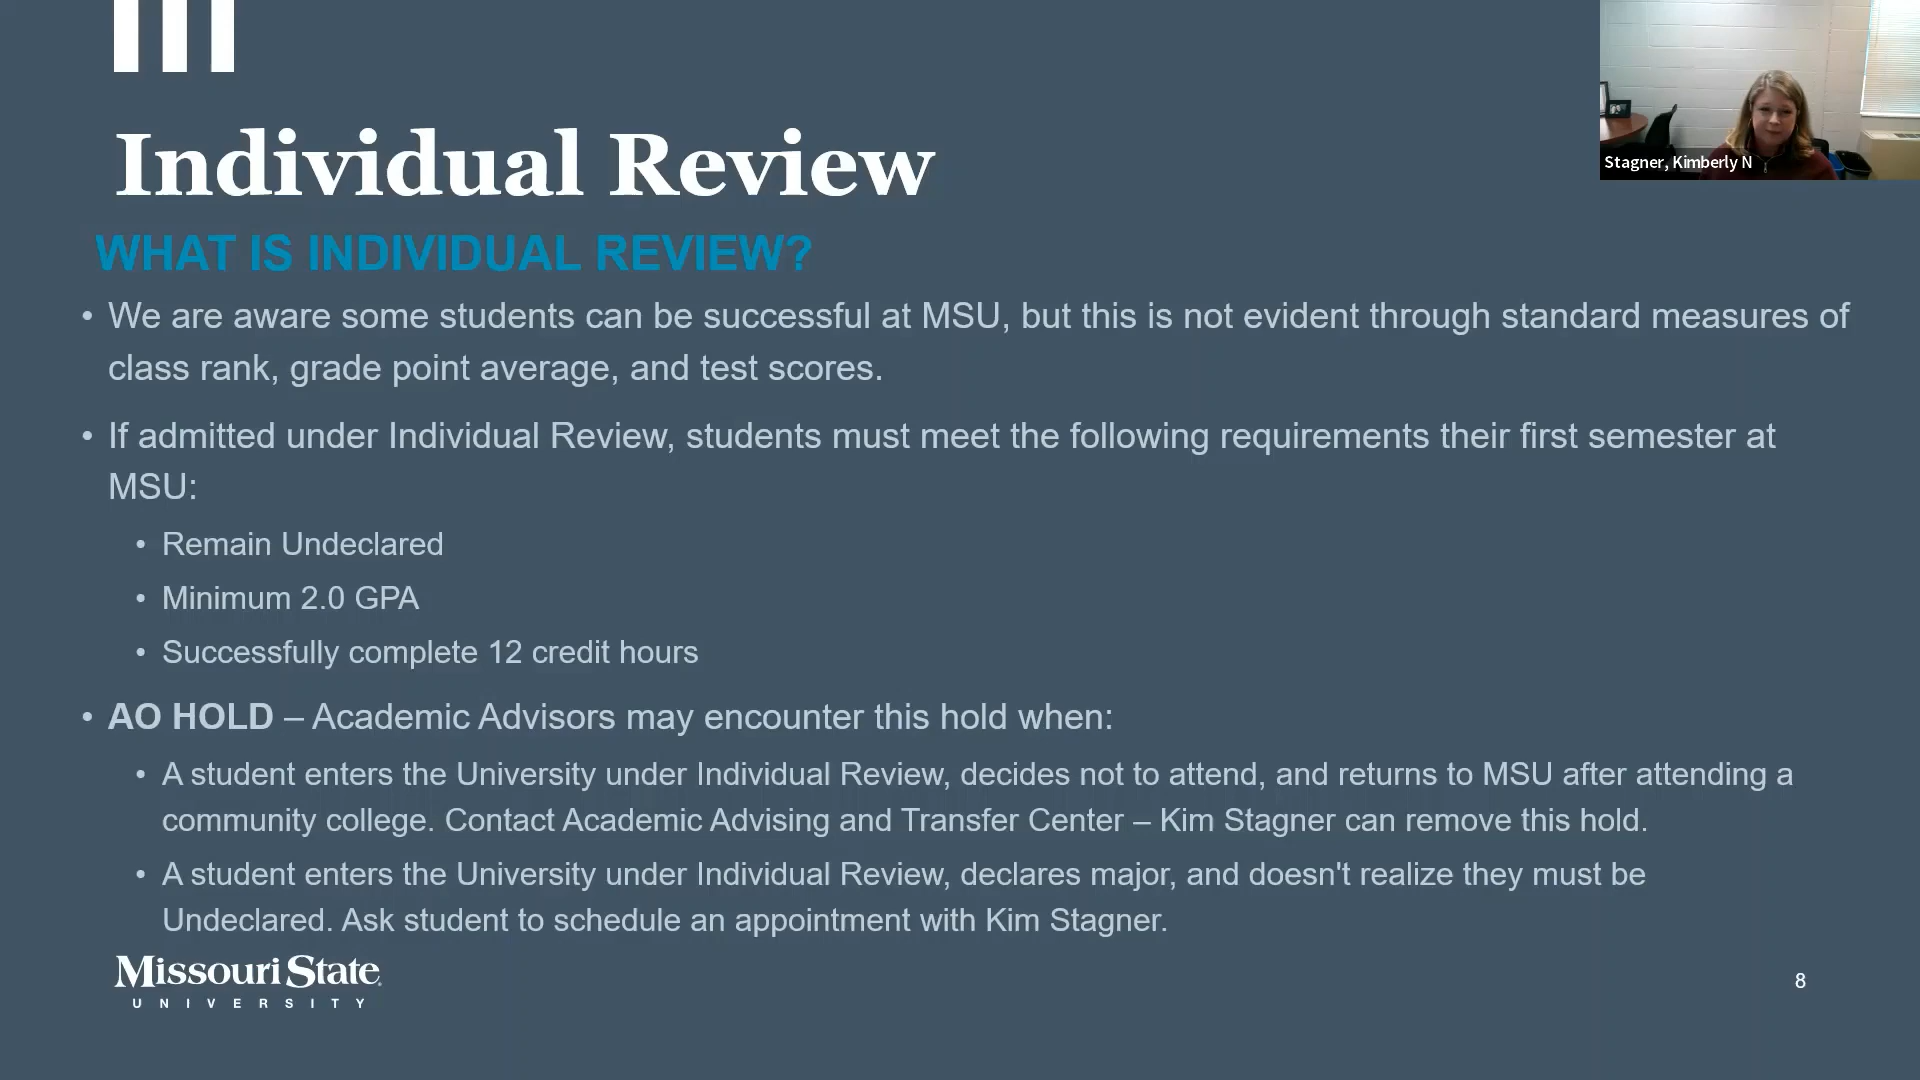 Individual Review
Stagner, Kimberly N
WHAT IS INDIVIDUAL REVIEW?
• We are aware some students can be successful at MSU, but this is not evident through standard measures of
class rank, grade point average, and test scores.
• If admitted under Individual Review, students must meet the following requirements their first semester at
MSU:
• Remain Undeclared
• Minimum 2.0 GPA
• Successfully complete 12 credit hours
• AO HOLD – Academic Advisors may encounter this hold when:
• A student enters the University under Individual Review, decides not to attend, and returns to MSU after attending a
community college. Contact Academic Advising and Transfer Center – Kim Stagner can remove this hold.
• A student enters the University under Individual Review, declares major, and doesn't realize they must be
Undeclared. Ask student to schedule an appointment with Kim Stagner.
Missouri State
UNIVERSITY
8